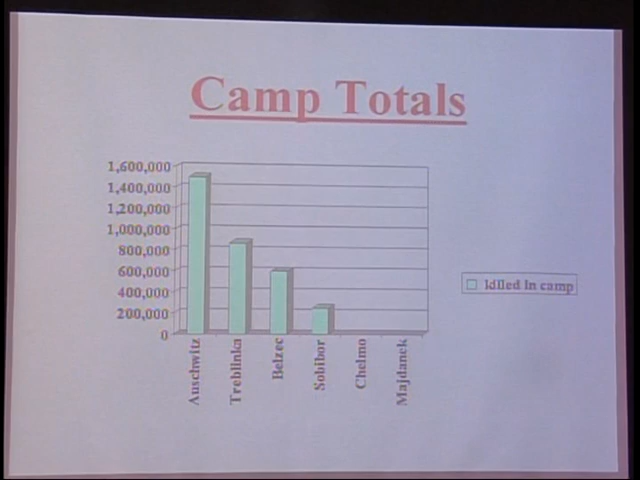 Camp Totals
1,600,000
1,400,000
1,200,000
1,000,000
800,000
600,000
400,000
200,000
0
Auschwitz
Treblinka
Belzec
Sobibor
Chelmo
Majdanek
killed in camp